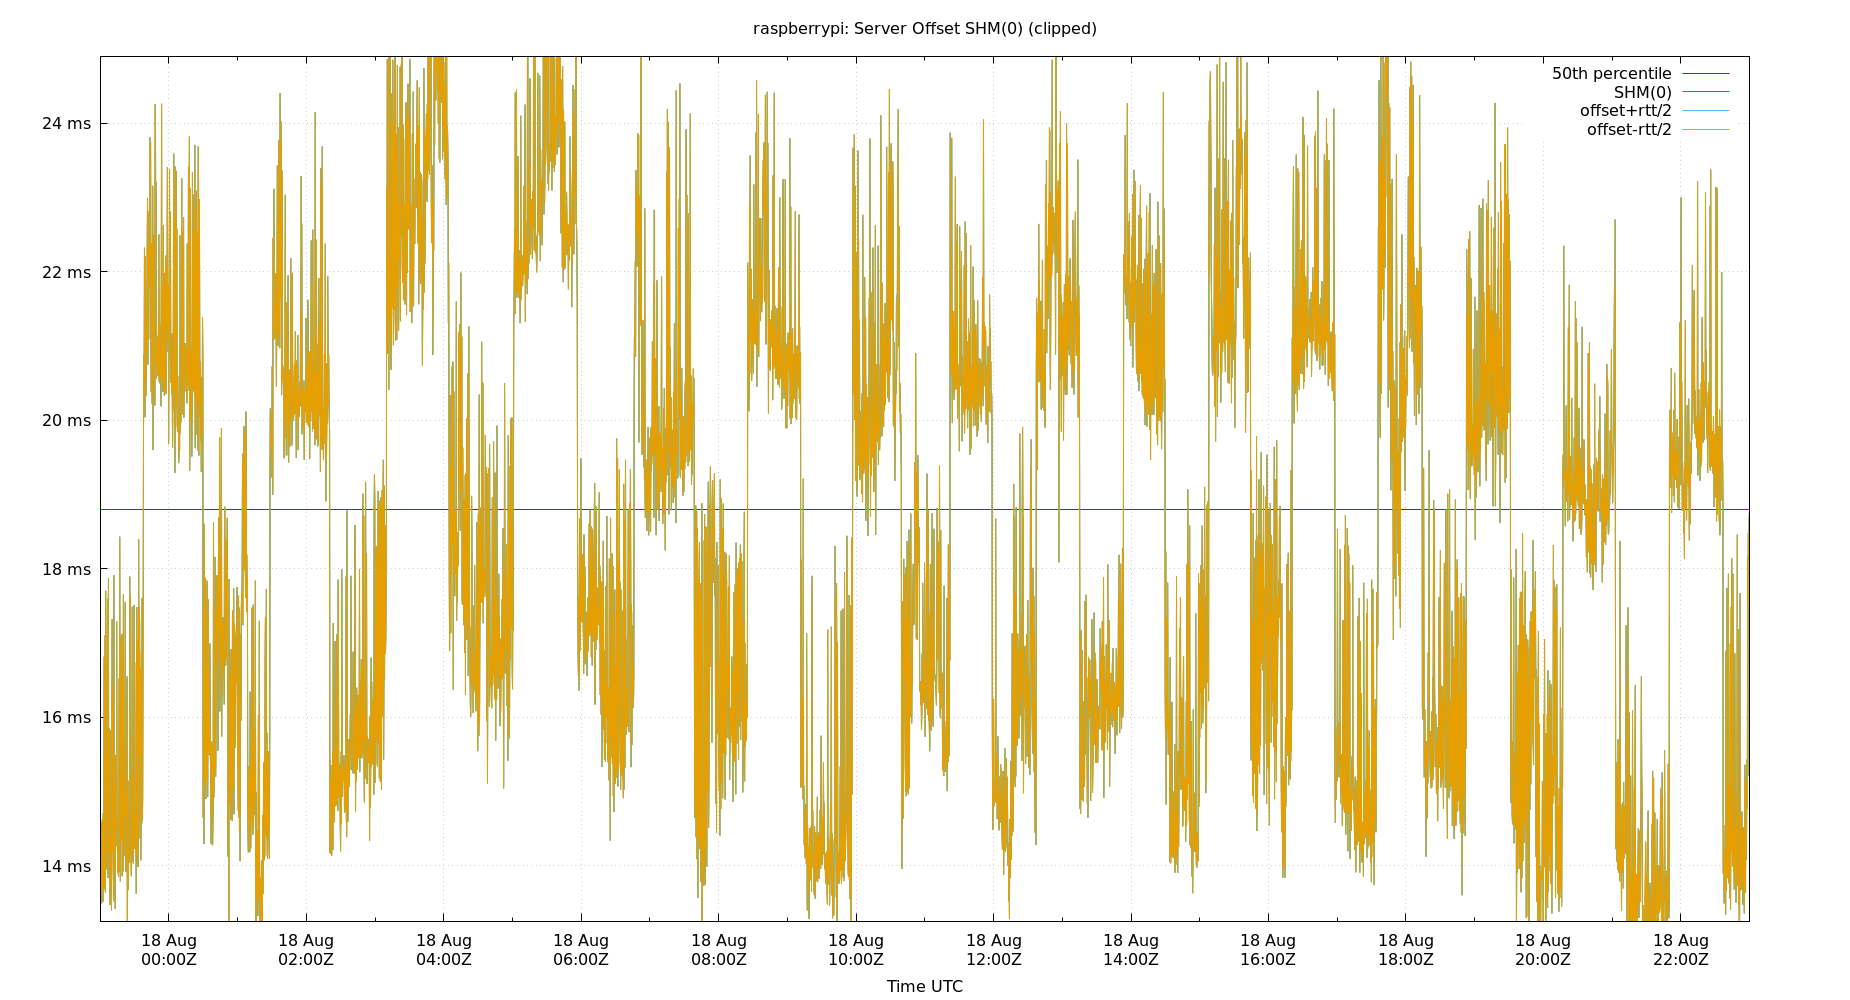 raspberrypi: Server Offset SHM(0) (clipped)
50th percentile
SHM(0)
offset+rtt/2
offset-rtt/2
24 ms
22 ms
20 ms
18 ms
16 ms
14 ms
18 Aug 18 Aug 18 Aug 18 Aug 18 Aug 18 Aug 18 Aug 18 Aug 18 Aug 18 Aug 18 Aug 18 Aug
00:00Z 02:00Z 04:00Z 06:00Z 08:00Z 10:00Z 12:00Z 14:00Z 16:00Z 18:00Z 20:00Z 22:00Z
Time UTC